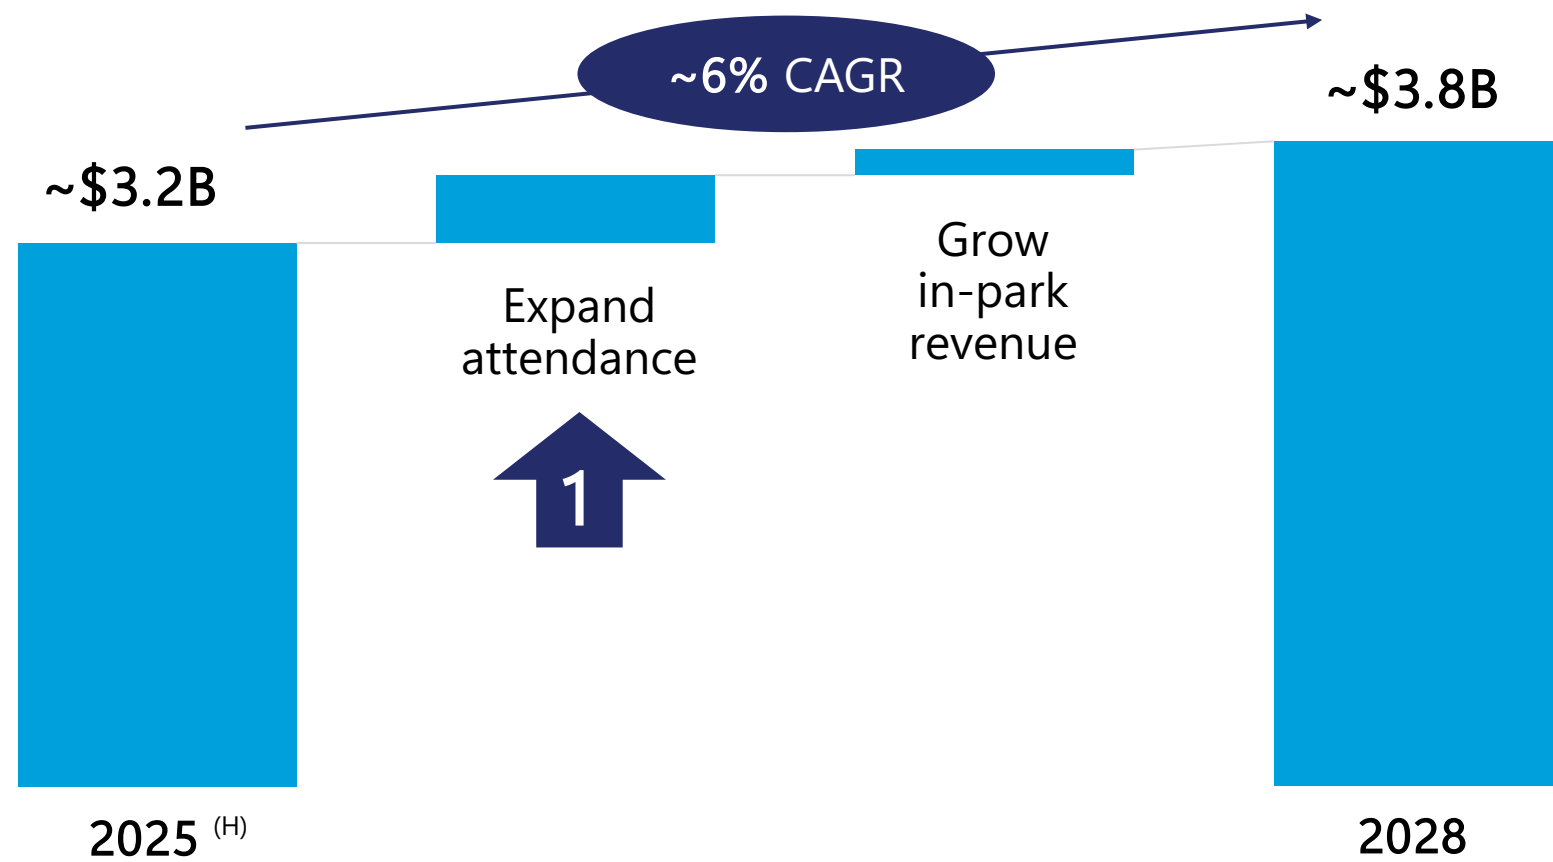 ~6% CAGR
~$3.8B
~$3.2B
Grow
in-park
revenue
Expand
attendance
1
2025 (H)
2028